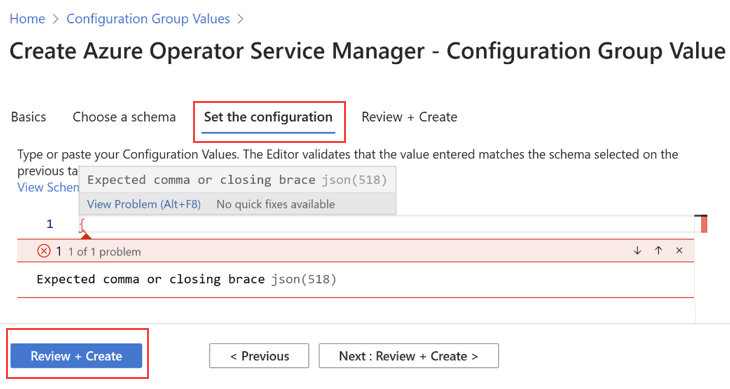 Home > Configuration Group Values >
Create Azure Operator Service Manager - Configuration Group Value
Basics Choose a schema Set the configuration Review + Create
Type or paste your Configuration Values. The Editor validates that the value entered matches the schema selected on the
previous ta
View Schem
Expected comma or closing brace json(518)
View Problem (Alt+F8) No quick fixes available
1 {
1 1 of 1 problem
Expected comma or closing brace json(518)
Review + Create < Previous Next : Review + Create >